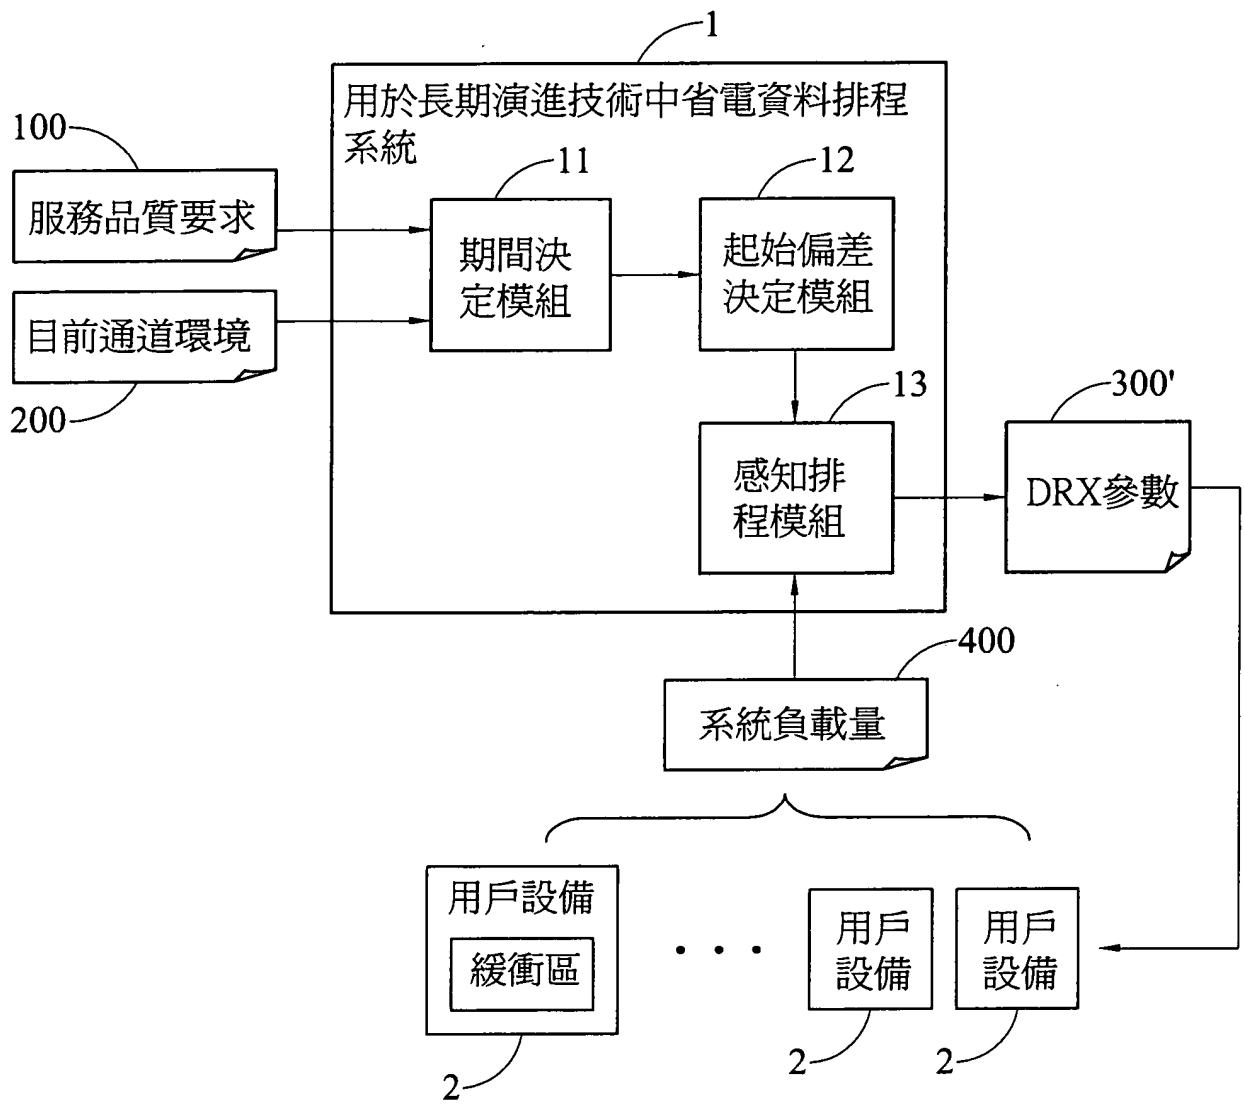 1
用於長期演進技術中省電資料排程
系統
100
服務品質要求
11
期間決
定模組
12
起始偏差
決定模組
目前通道環境
200
13
感知排
程模組
300'
DRX參數
400
系統負載量
用戶設備
緩衝區
2
• • •
用戶
設備
2
用戶
設備
2